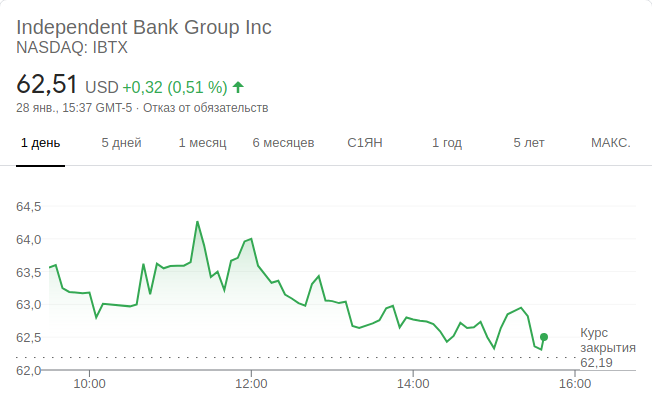 Independent Bank Group Inc
NASDAQ: IBTX
62,51 USD +0,32 (0,51 %)
28 янв., 15:37 GMT-5 · Отказ от обязательств
1 день 5 дней 1 месяц 6 месяцев С1ЯН 1 год 5 лет МАКС.
64,5
64,0
63,5
63,0
62,5
62,0
Курс
закрытия
62,19
10:00 12:00 14:00 16:00